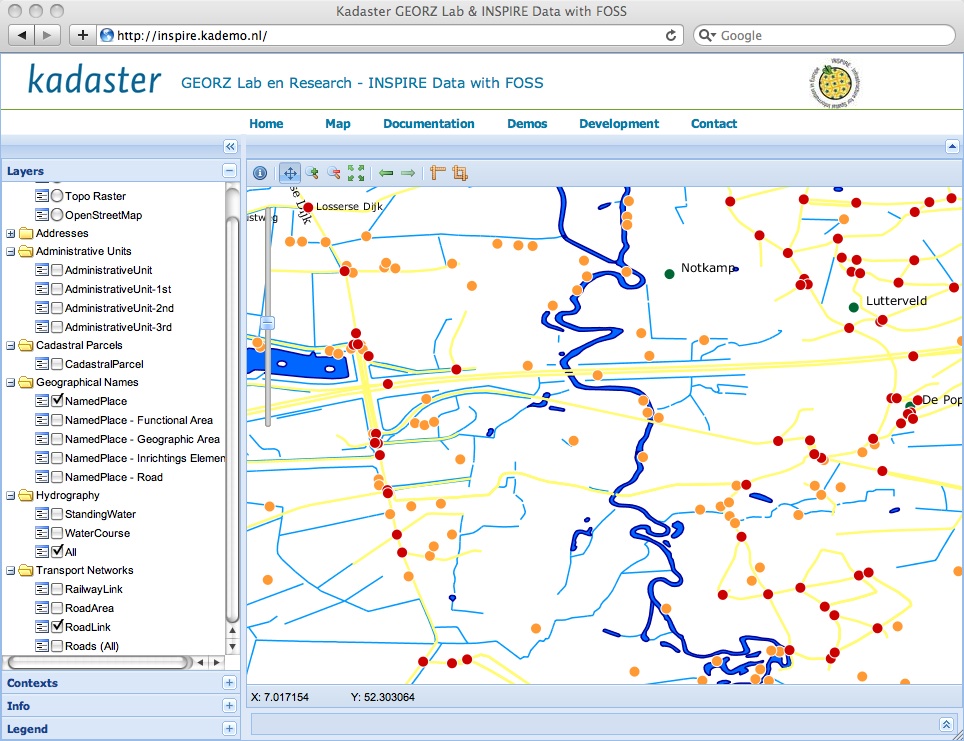 Kadaster GEORZ Lab & INSPIRE Data with FOSS
http://inspire.kademo.nl/
Google
kadaster
GEORZ Lab en Research - INSPIRE Data with FOSS
Home Map Documentation Demos Development Contact
Layers
Topo Raster
OpenStreetMap
Addresses
Administrative Units
AdministrativeUnit
AdministrativeUnit-1st
AdministrativeUnit-2nd
AdministrativeUnit-3rd
Cadastral Parcels
CadastralParcel
Geographical Names
NamedPlace
NamedPlace - Functional Area
NamedPlace - Geographic Area
NamedPlace - Inrichtings Elemen
NamedPlace - Road
Hydrography
StandingWater
WaterCourse
All
Transport Networks
RailwayLink
RoadArea
RoadLink
Roads (All)
Contexts
Info
Legend
se Dijk
Losserse Dijk
stweg
Notkamp
Lutterveld
De Pop
X: 7.017154 Y: 52.303064